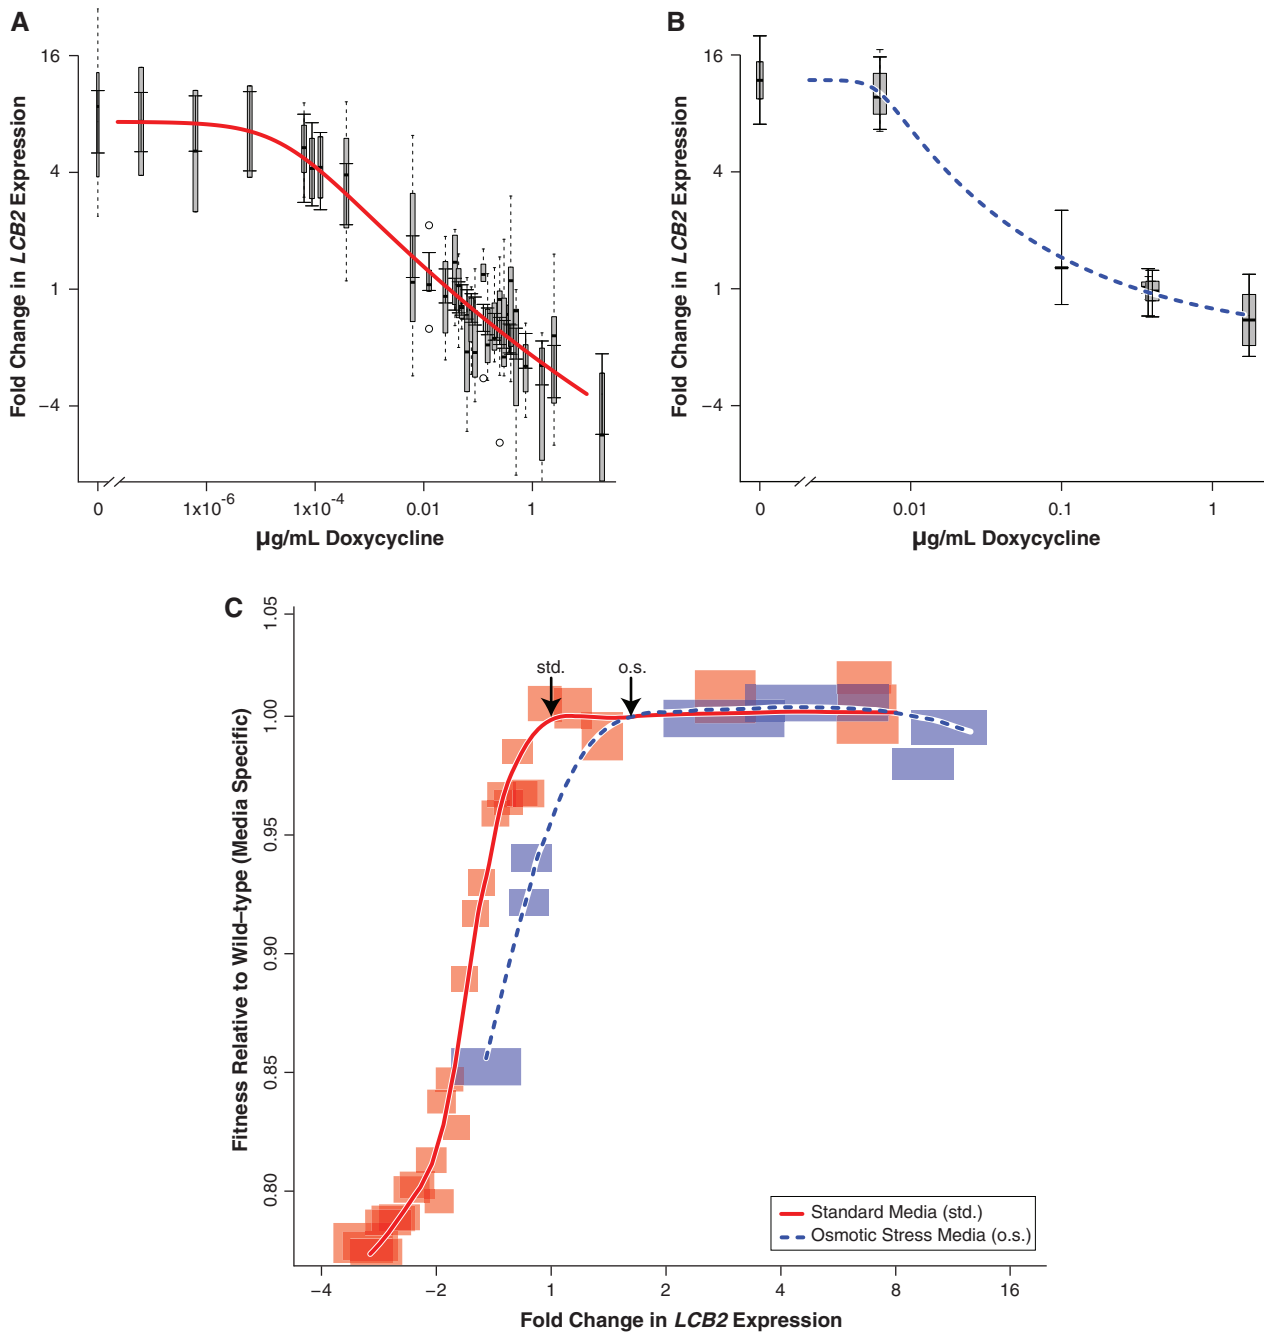 A
16
4
1
−4
Fold Change in LCB2 Expression
0
1x10⁻⁶
1x10⁻⁴
0.01
1
µg/mL Doxycycline
B
16
4
1
−4
Fold Change in LCB2 Expression
0
0.01
0.1
1
µg/mL Doxycycline
C
1.05
1.00
0.95
0.90
0.85
0.80
Fitness Relative to Wild–type (Media Specific)
std.
o.s.
Standard Media (std.)
Osmotic Stress Media (o.s.)
−4
−2
1
2
4
8
16
Fold Change in LCB2 Expression